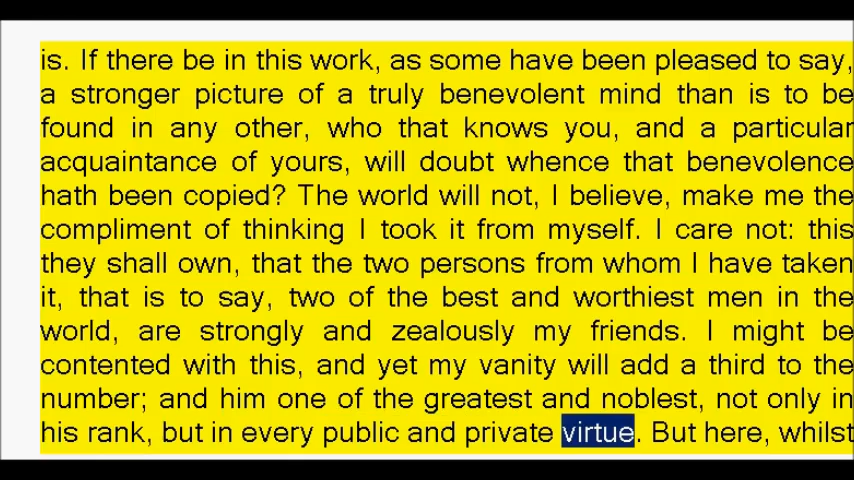 is. If there be in this work, as some have been pleased to say,
a stronger picture of a truly benevolent mind than is to be
found in any other, who that knows you, and a particular
acquaintance of yours, will doubt whence that benevolence
hath been copied? The world will not, I believe, make me the
compliment of thinking I took it from myself. I care not: this
they shall own, that the two persons from whom I have taken
it, that is to say, two of the best and worthiest men in the
world, are strongly and zealously my friends. I might be
contented with this, and yet my vanity will add a third to the
number; and him one of the greatest and noblest, not only in
his rank, but in every public and private virtue. But here, whilst